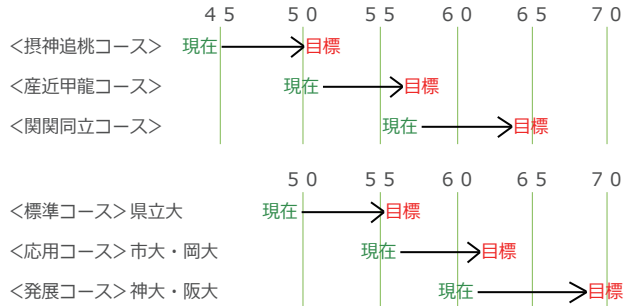 45 50 55 60 65 70
<摂神追桃コース> 現在 目標
<産近甲龍コース> 現在 目標
<関関同立コース> 現在 目標
50 55 60 65 70
<標準コース>県立大 現在 目標
<応用コース>市大・岡大 現在 目標
<発展コース>神大・阪大 現在 目標